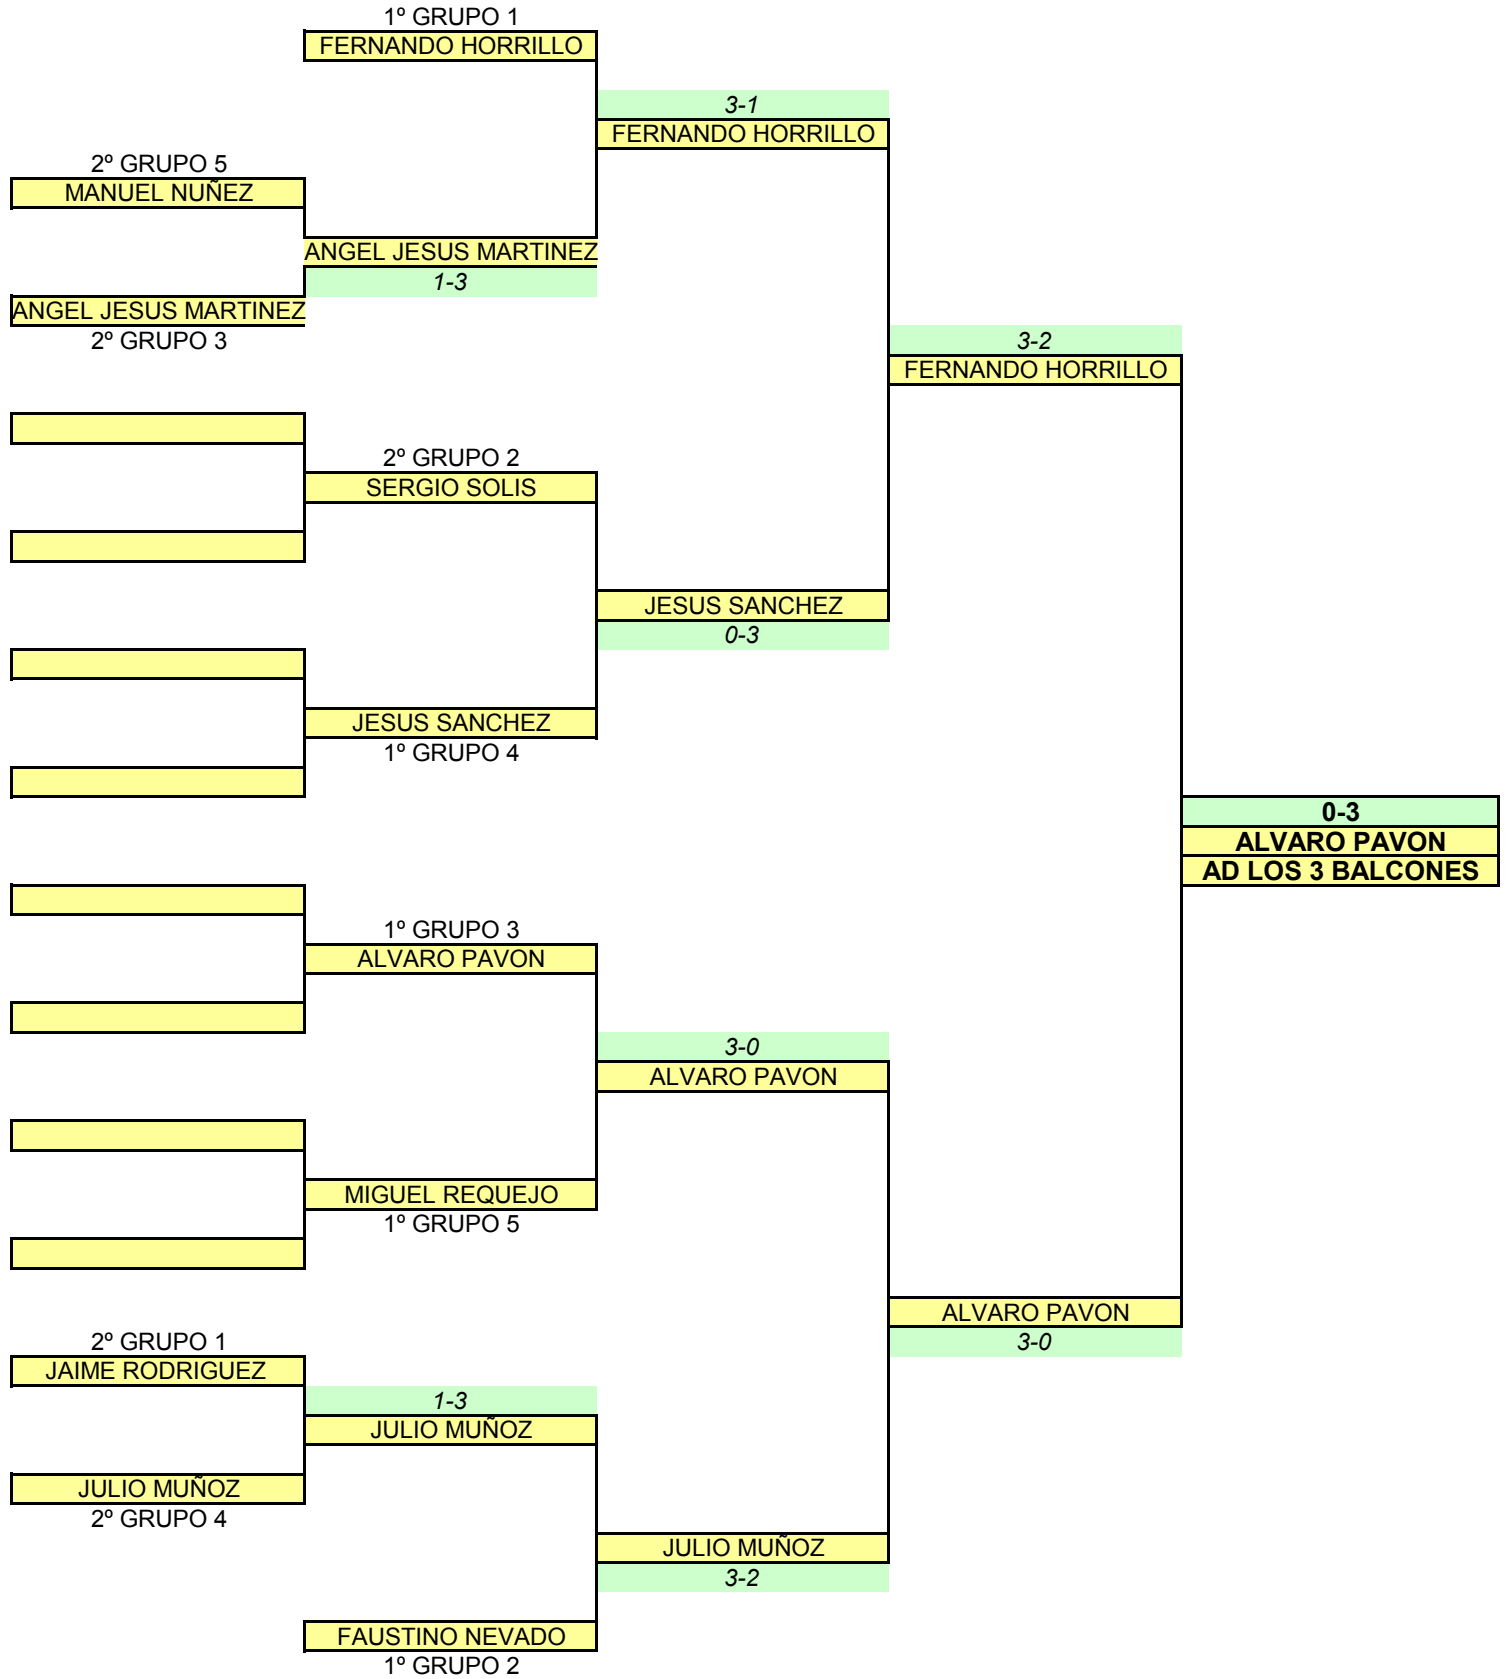 1º GRUPO 1
FERNANDO HORRILLO
3-1
FERNANDO HORRILLO
2º GRUPO 5
MANUEL NUÑEZ
ANGEL JESUS MARTINEZ
1-3
ANGEL JESUS MARTINEZ
2º GRUPO 3
3-2
FERNANDO HORRILLO
2º GRUPO 2
SERGIO SOLIS
JESUS SANCHEZ
0-3
JESUS SANCHEZ
1º GRUPO 4
0-3
ALVARO PAVON
AD LOS 3 BALCONES
1º GRUPO 3
ALVARO PAVON
3-0
ALVARO PAVON
MIGUEL REQUEJO
1º GRUPO 5
ALVARO PAVON
3-0
2º GRUPO 1
JAIME RODRIGUEZ
1-3
JULIO MUÑOZ
JULIO MUÑOZ
2º GRUPO 4
JULIO MUÑOZ
3-2
FAUSTINO NEVADO
1º GRUPO 2